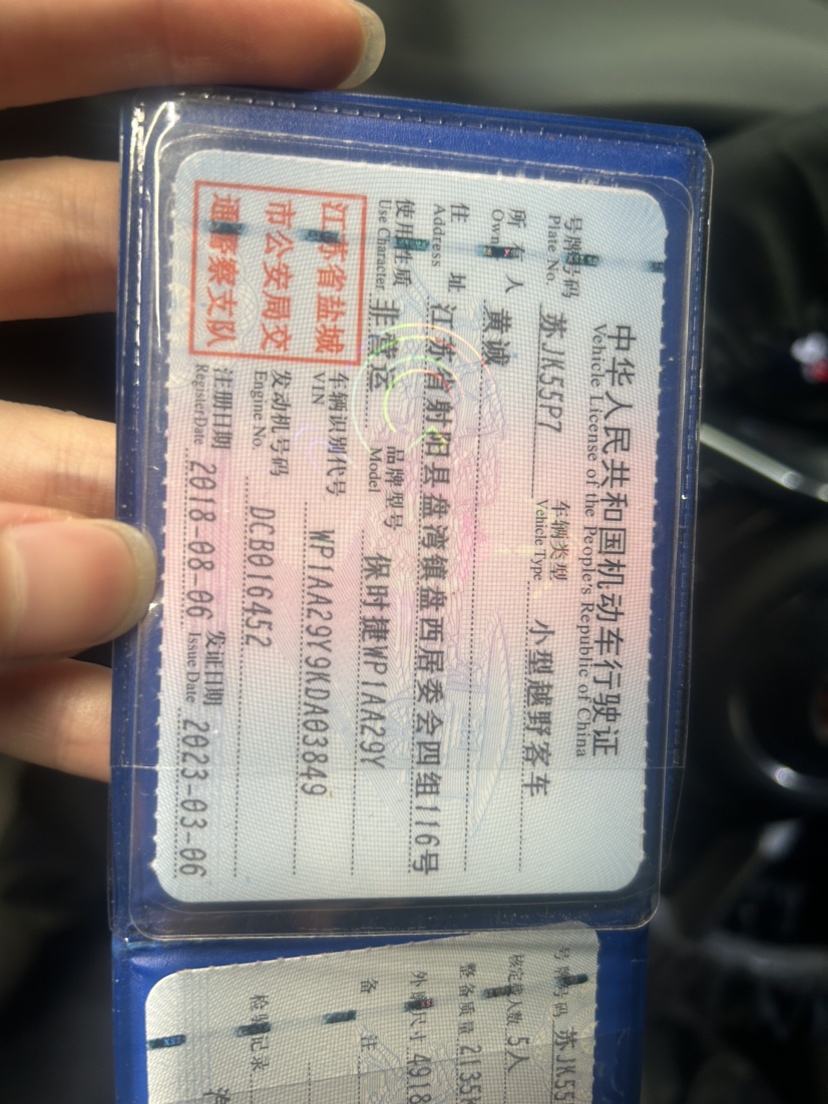 中华人民共和国机动车行驶证
Vehicle License of the People's Republic of China
号牌号码 苏JK55P7 车辆类型 小型越野客车
Plate No. Vehicle Type
所有人 黄诚
Owner
住址 江苏省射阳县盘湾镇盘西居委会四组116号
Address
使用性质 非营运 品牌型号 保时捷WP1AA29Y
Use Character Model
江苏省盐城
市公安局交
通警察支队
车辆识别代号 WP1AA29Y9KDA03849
VIN
发动机号码 DCB016452
Engine No.
注册日期 2018-08-06 发证日期 2023-03-06
Register Date Issue Date
号牌号码 苏JK55
核定载人数 5人
整备质量 2135
外廓尺寸 4918
备注
检验记录